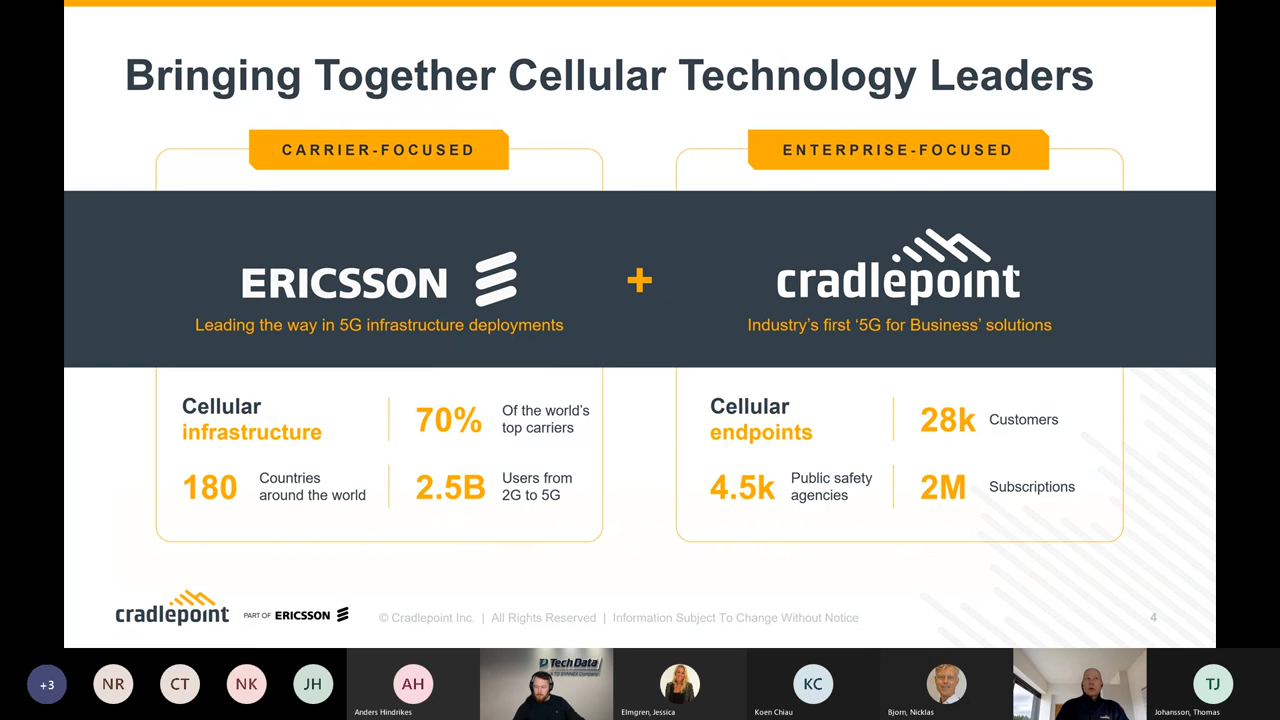 Bringing Together Cellular Technology Leaders
CARRIER-FOCUSED
ENTERPRISE-FOCUSED
ERICSSON
+
cradlepoint
Leading the way in 5G infrastructure deployments
Industry's first ‘5G for Business’ solutions
Cellular
infrastructure
70%
Of the world's
top carriers
180
Countries
around the world
2.5B
Users from
2G to 5G
Cellular
endpoints
28k
Customers
4.5k
Public safety
agencies
2M
Subscriptions
cradlepoint
PART OF ERICSSON
© Cradlepoint Inc. | All Rights Reserved | Information Subject To Change Without Notice
4
+3
NR
CT
NK
JH
AH
Anders Hindrikes
Tech Data
Elmgren, Jessica
KC
Koen Chiau
Bjorn, Nicklas
TJ
Johansson, Thomas